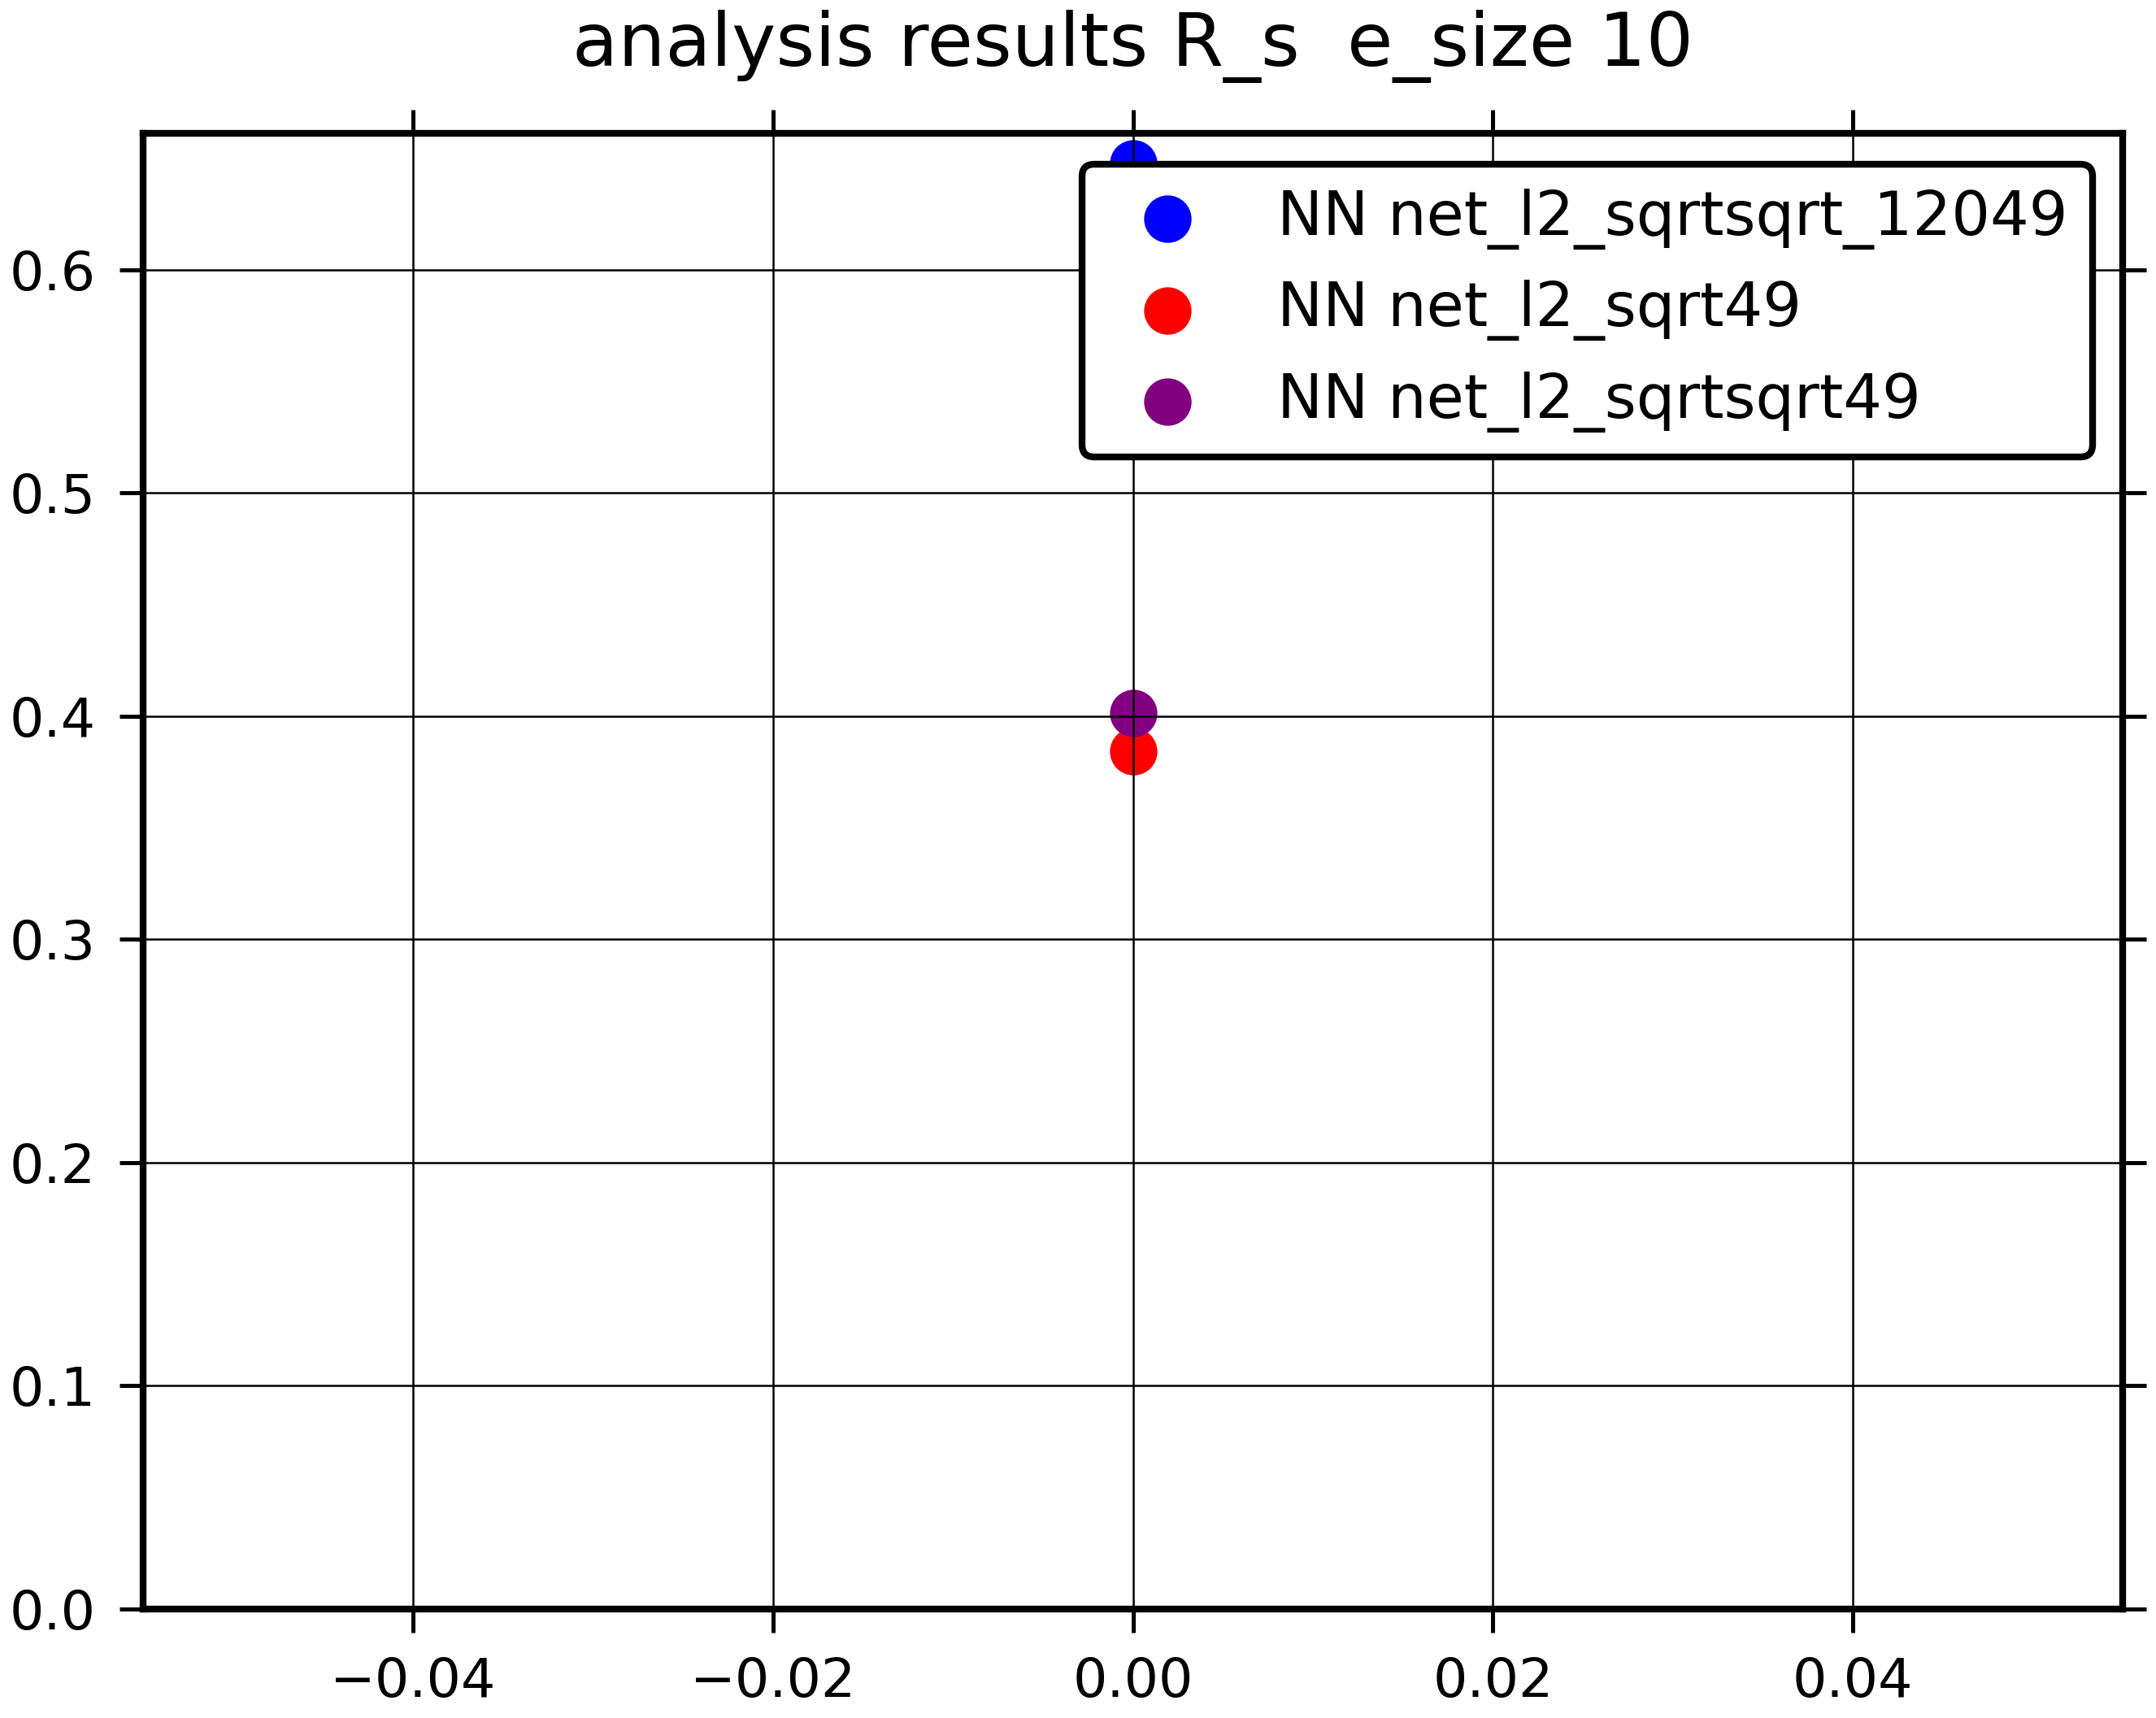 analysis results R_s  e_size 10
NN net_l2_sqrtsqrt_12049
NN net_l2_sqrt49
NN net_l2_sqrtsqrt49
0.6
0.5
0.4
0.3
0.2
0.1
0.0
−0.04 −0.02 0.00 0.02 0.04